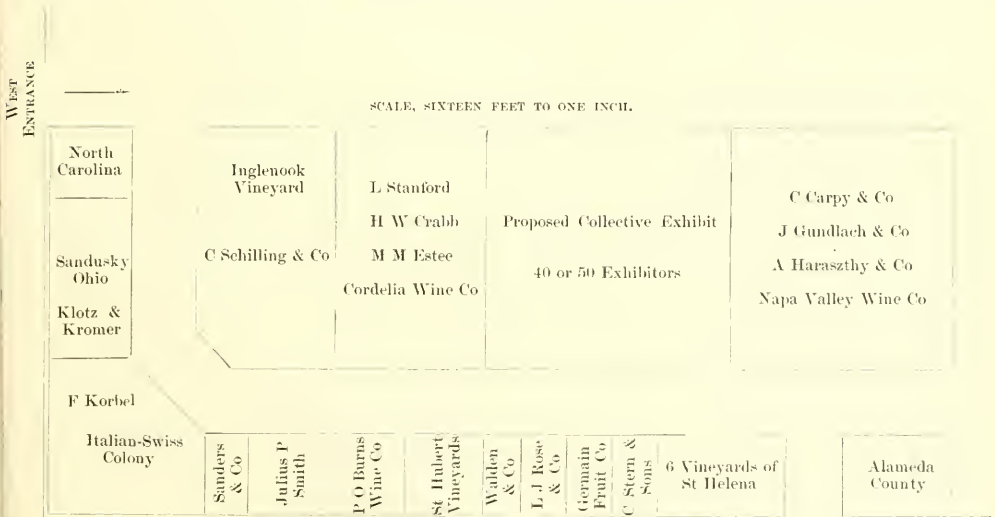 WEST
ENTRANCE
SCALE, SIXTEEN FEET TO ONE INCH.
North
Carolina
Sandusky
Ohio
Klotz &
Kromer
Inglenook
Vineyard
C Schilling & Co
L Stanford
H W Crabb
M M Estee
Cordelia Wine Co
Proposed Collective Exhibit
40 or 50 Exhibitors
C Carpy & Co
J Gundlach & Co
A Haraszthy & Co
Napa Valley Wine Co
F Korbel
Italian-Swiss
Colony
Sanders
& Co
Julius P
Smith
P O Burns
Wine Co
St Hubert
Vineyards
Walden
& Co
L J Rose
& Co
Germain
Fruit Co
C Stern &
Sons
6 Vineyards of
St Helena
Alameda
County